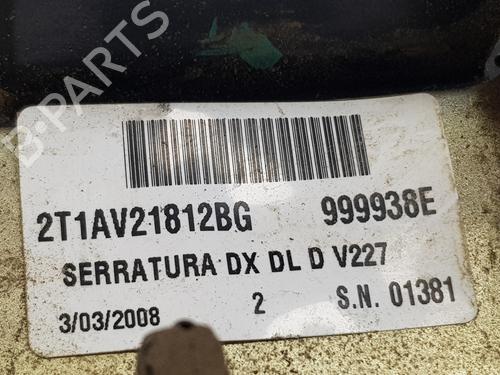 B-PARTS
2T1AV21812BG 999938E
SERRATURA DX DL D V227
3/03/2008 2 S.N. 01381